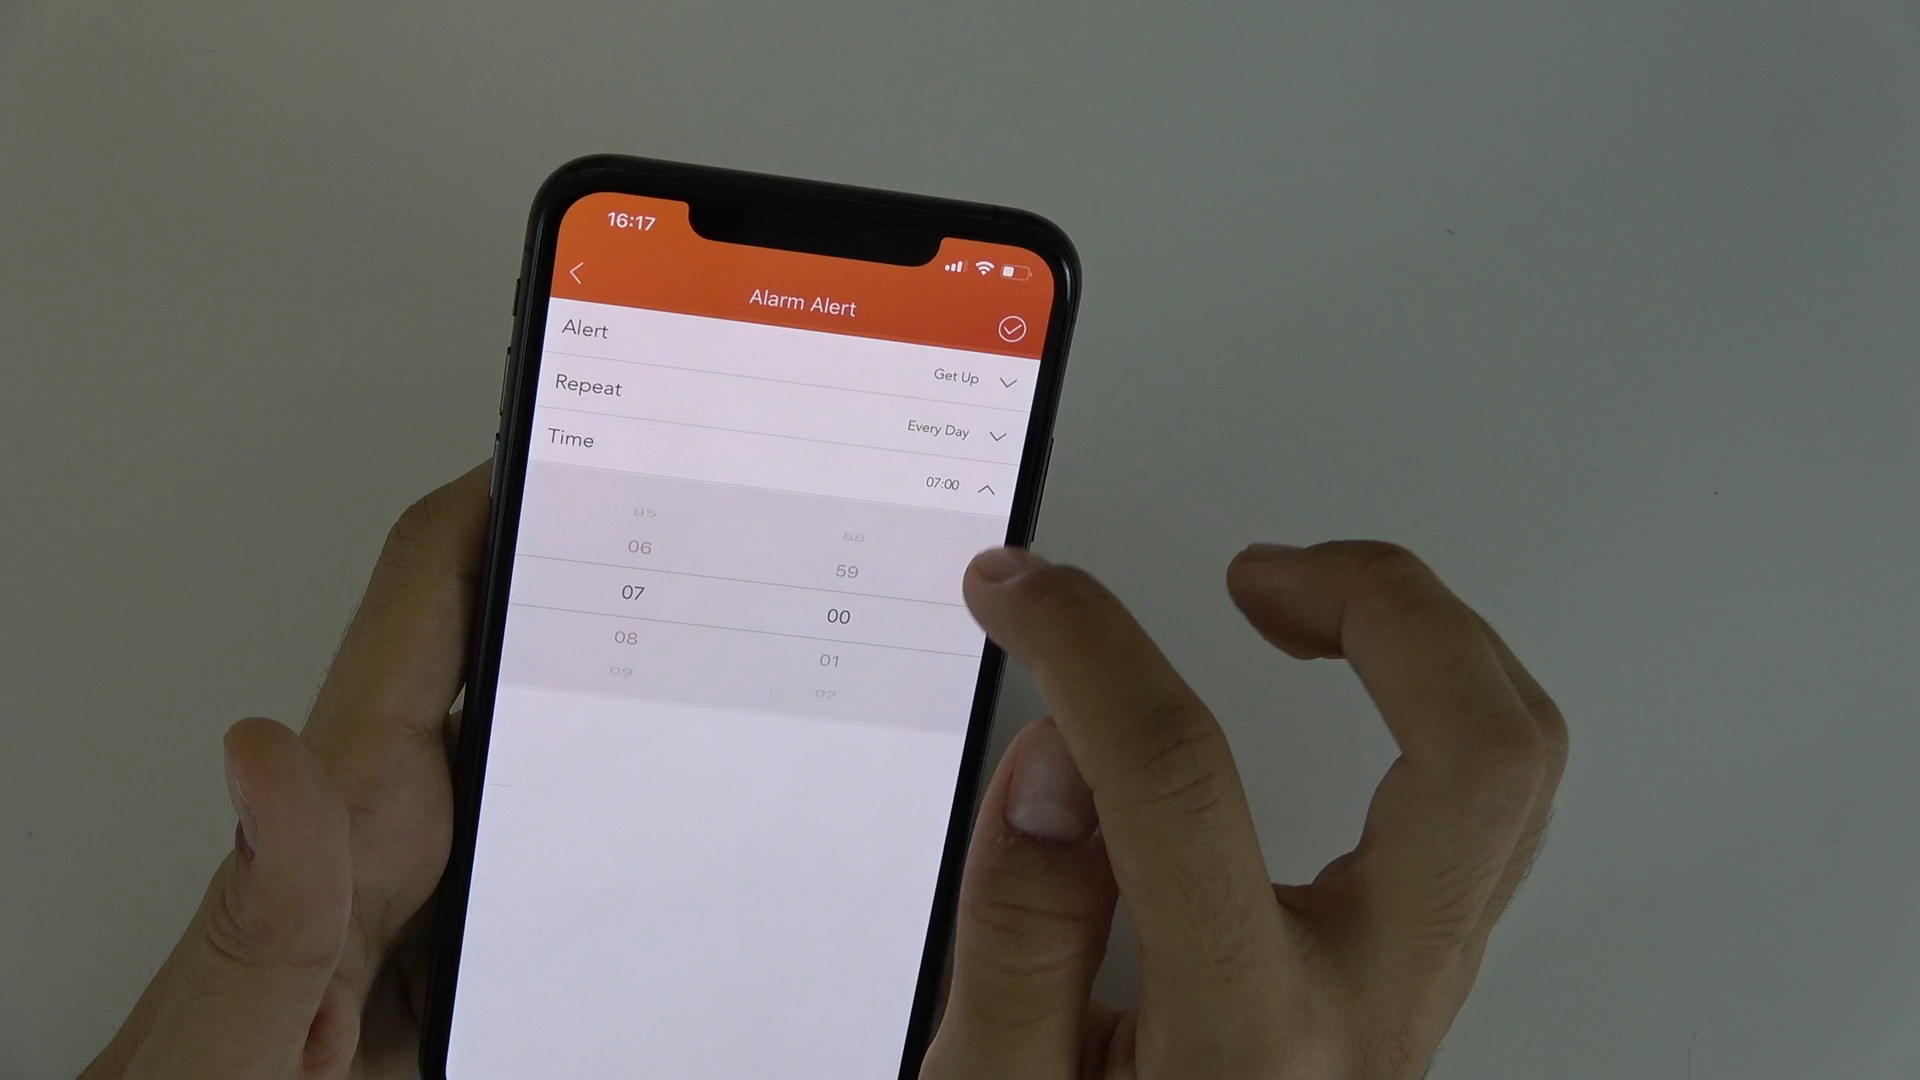 16:17
Alarm Alert
Alert
Get Up
Repeat
Every Day
Time
07:00
05 58
06 59
07 00
08 01
09 02